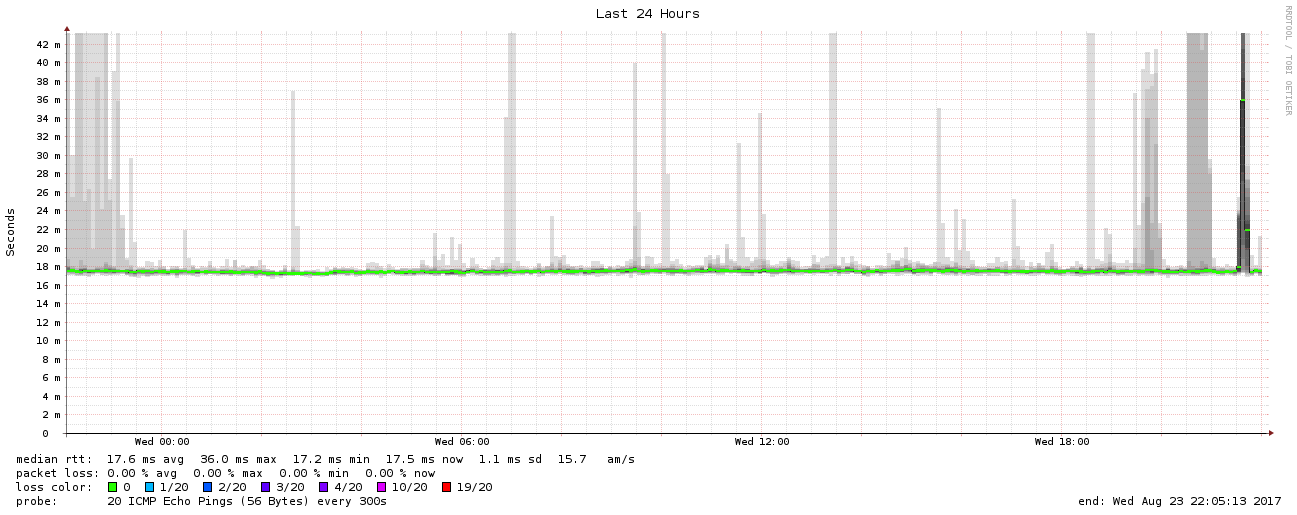 Last 24 Hours
RRDTOOL / TOBI OETIKER
Seconds
42 m
40 m
38 m
36 m
34 m
32 m
30 m
28 m
26 m
24 m
22 m
20 m
18 m
16 m
14 m
12 m
10 m
8 m
6 m
4 m
2 m
0
Wed 00:00 Wed 06:00 Wed 12:00 Wed 18:00
median rtt: 17.6 ms avg 36.0 ms max 17.2 ms min 17.5 ms now 1.1 ms sd 15.7 am/s
packet loss: 0.00 % avg 0.00 % max 0.00 % min 0.00 % now
loss color: 0 1/20 2/20 3/20 4/20 10/20 19/20
probe: 20 ICMP Echo Pings (56 Bytes) every 300s end: Wed Aug 23 22:05:13 2017